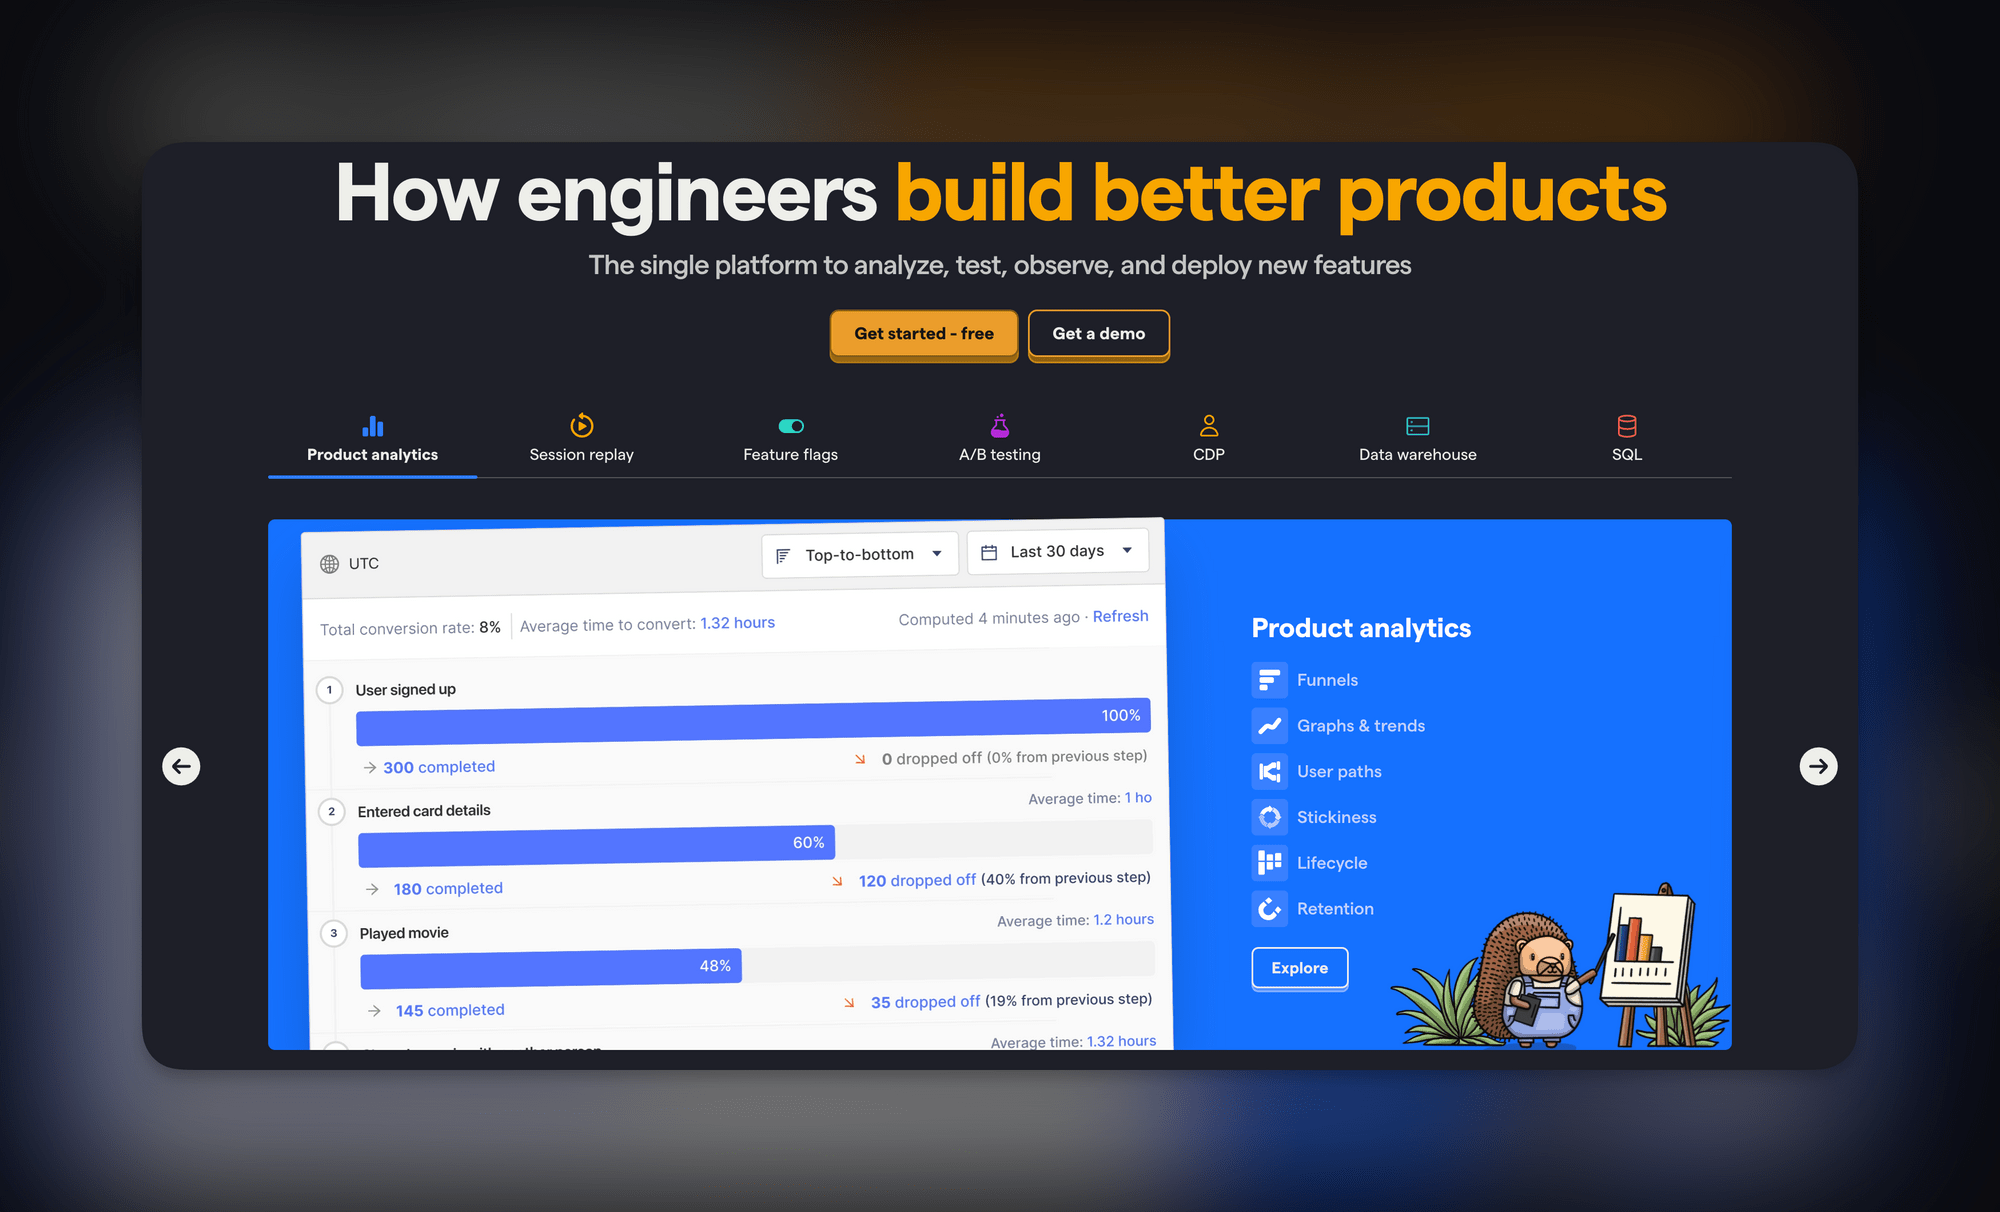 How engineers build better products
The single platform to analyze, test, observe, and deploy new features
Get started - free
Get a demo
Product analytics
Session replay
Feature flags
A/B testing
CDP
Data warehouse
SQL
UTC
Top-to-bottom
Last 30 days
Total conversion rate: 8%
Average time to convert: 1.32 hours
Computed 4 minutes ago · Refresh
1
User signed up
100%
→ 300 completed
0 dropped off (0% from previous step)
2
Entered card details
Average time: 1 ho
60%
→ 180 completed
120 dropped off (40% from previous step)
3
Played movie
Average time: 1.2 hours
48%
→ 145 completed
35 dropped off (19% from previous step)
Average time: 1.32 hours
Product analytics
Funnels
Graphs & trends
User paths
Stickiness
Lifecycle
Retention
Explore